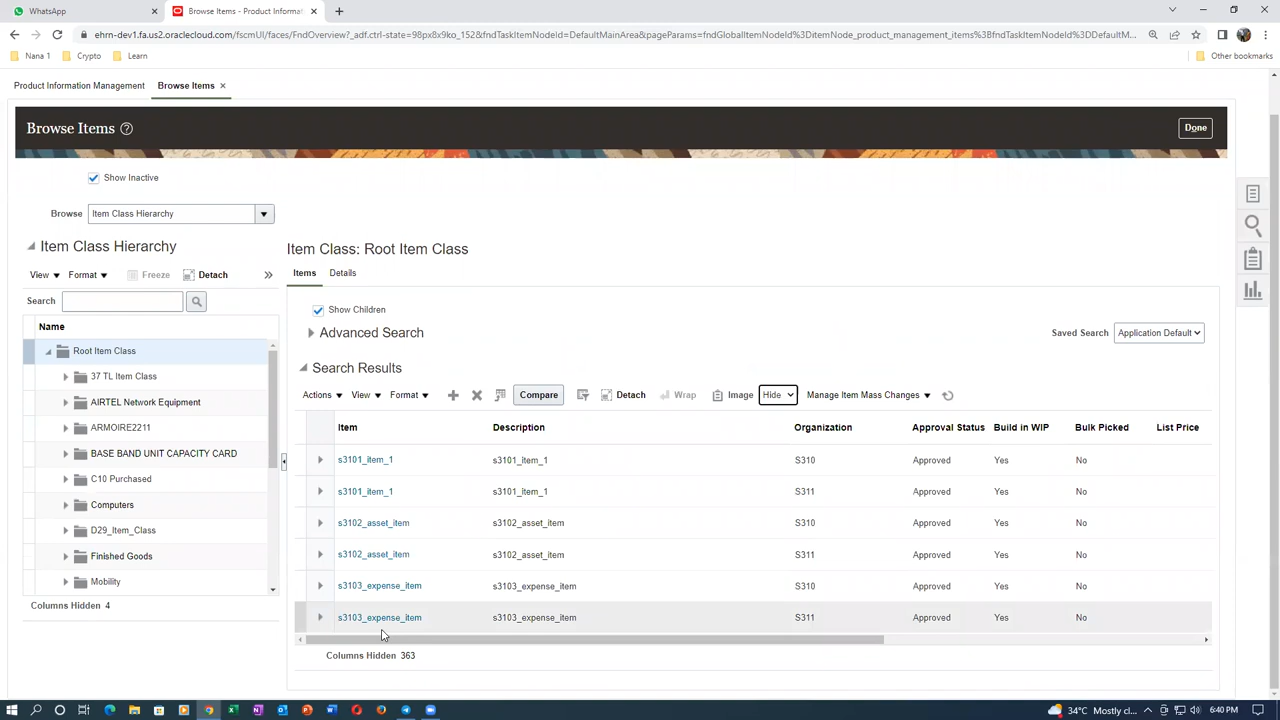 WhatsApp
Browse Items - Product Informat
ehrn-dev1.fa.us2.oraclecloud.com/fscmUI/faces/FndOverview?_adf.ctrl-state=98px8x9ko_152&fndTaskItemNodeId=DefaultMainArea&pageParams=fndGlobalItemNodeId%3DitemNode_product_management_items%3BfndTaskItemNodeId%3DDefaultM...
Nana 1
Crypto
Learn
Other bookmarks
Product Information Management
Browse Items
Browse Items
Done
Show Inactive
Browse Item Class Hierarchy
Item Class Hierarchy
View Format Freeze Detach
Search
Name
Root Item Class
37 TL Item Class
AIRTEL Network Equipment
ARMOIRE2211
BASE BAND UNIT CAPACITY CARD
C10 Purchased
Computers
D29_Item_Class
Finished Goods
Mobility
Columns Hidden 4
Item Class: Root Item Class
Items Details
Show Children
Advanced Search
Saved Search Application Default
Search Results
Actions View Format Compare Detach Wrap Image Hide Manage Item Mass Changes
Item Description Organization Approval Status Build in WIP Bulk Picked List Price
s3101_item_1 s3101_item_1 S310 Approved Yes No
s3101_item_1 s3101_item_1 S311 Approved Yes No
s3102_asset_item s3102_asset_item S310 Approved Yes No
s3102_asset_item s3102_asset_item S311 Approved Yes No
s3103_expense_item s3103_expense_item S310 Approved Yes No
s3103_expense_item s3103_expense_item S311 Approved Yes No
Columns Hidden 363
34°C Mostly cl...
6:40 PM